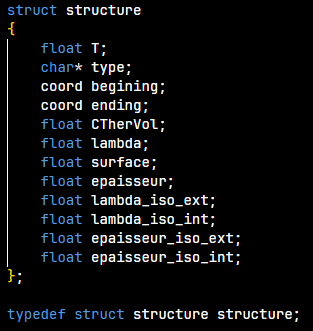 struct structure
{
    float T;
    char* type;
    coord begining;
    coord ending;
    float CTherVol;
    float lambda;
    float surface;
    float epaisseur;
    float lambda_iso_ext;
    float lambda_iso_int;
    float epaisseur_iso_ext;
    float epaisseur_iso_int;
};
typedef struct structure structure;